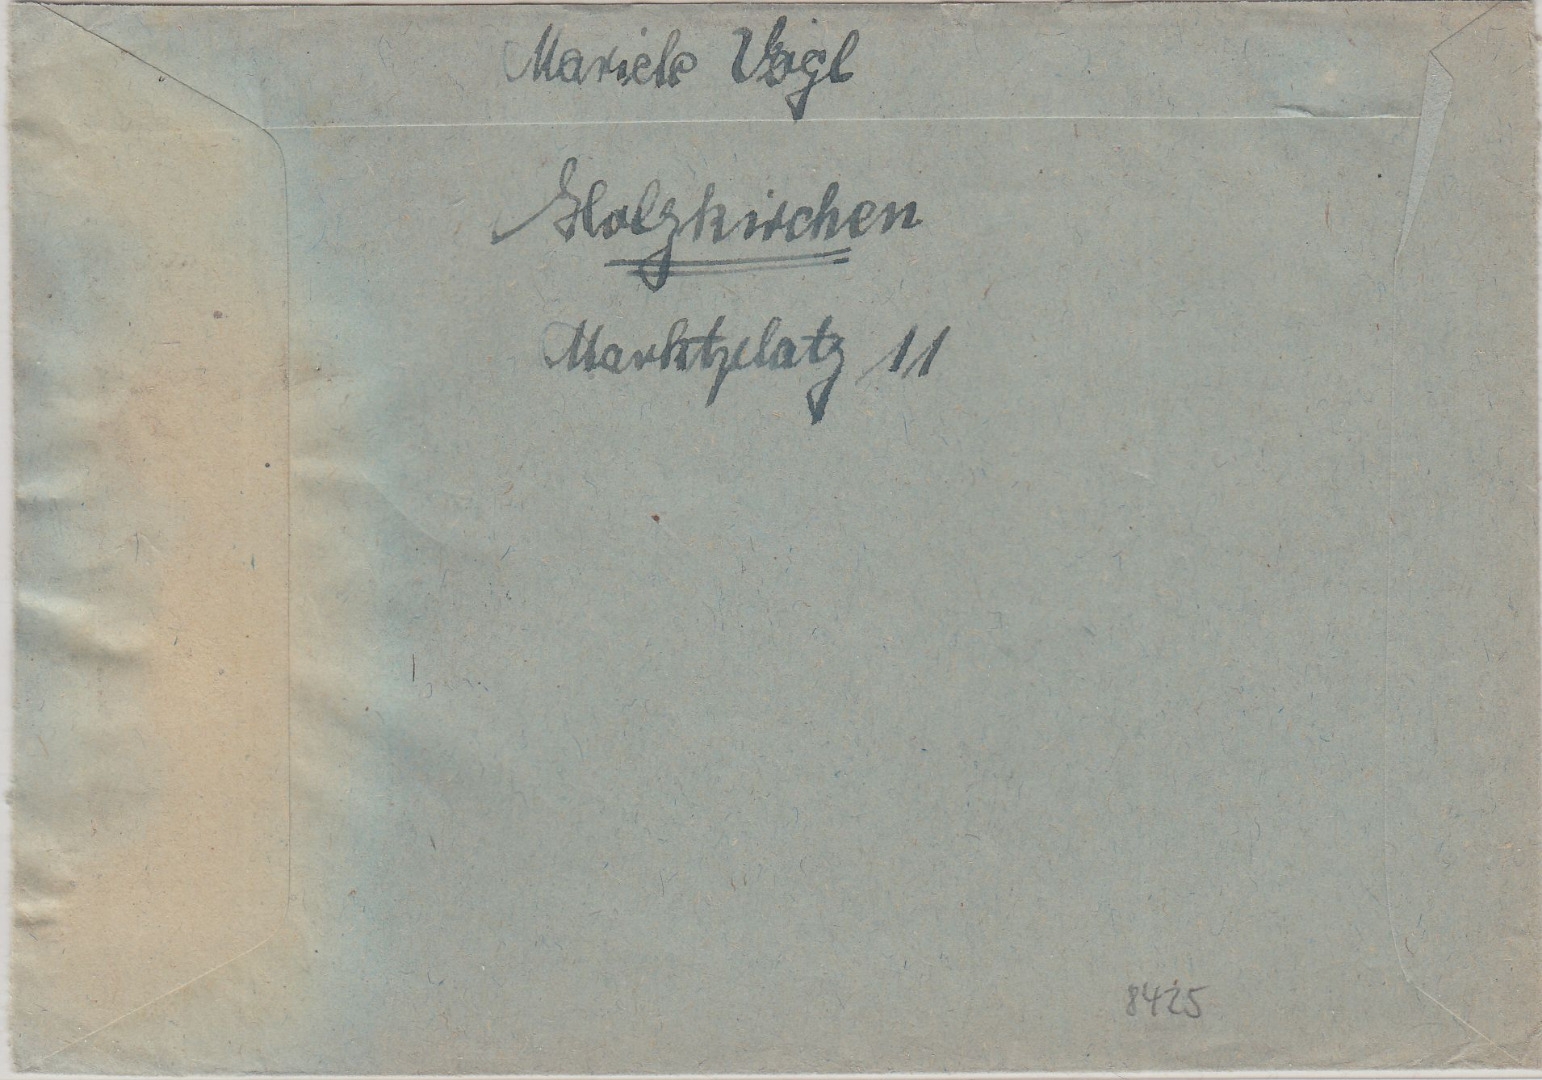 Mariele Vogl
Holzkirchen
Marktplatz 11
8425